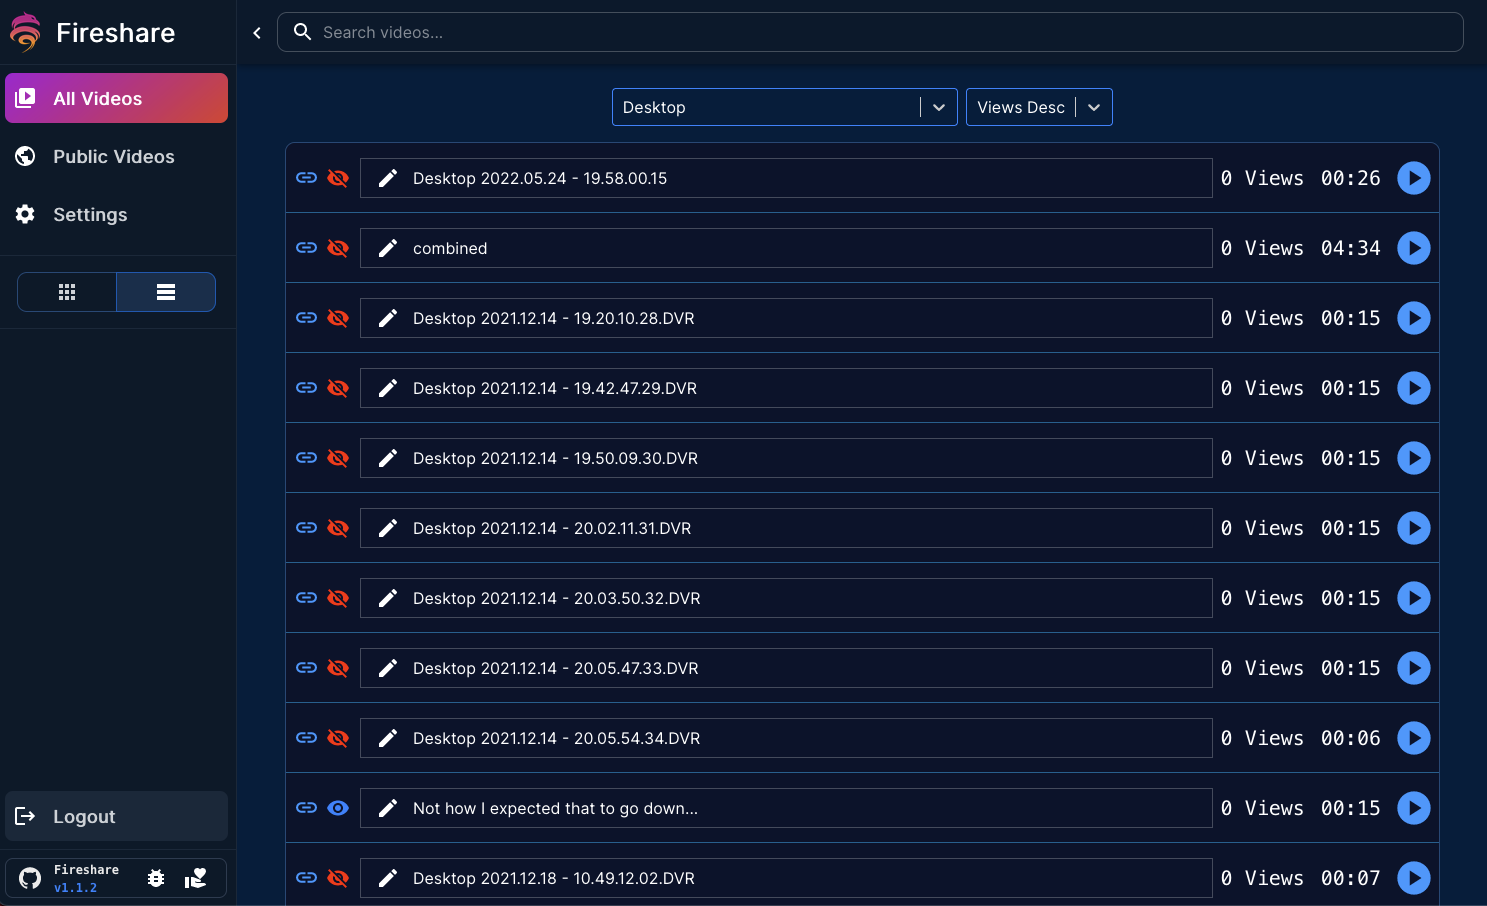 Fireshare
Search videos...
All Videos
Public Videos
Settings
Desktop
Views Desc
Desktop 2022.05.24 - 19.58.00.15 0 Views 00:26
combined 0 Views 04:34
Desktop 2021.12.14 - 19.20.10.28.DVR 0 Views 00:15
Desktop 2021.12.14 - 19.42.47.29.DVR 0 Views 00:15
Desktop 2021.12.14 - 19.50.09.30.DVR 0 Views 00:15
Desktop 2021.12.14 - 20.02.11.31.DVR 0 Views 00:15
Desktop 2021.12.14 - 20.03.50.32.DVR 0 Views 00:15
Desktop 2021.12.14 - 20.05.47.33.DVR 0 Views 00:15
Desktop 2021.12.14 - 20.05.54.34.DVR 0 Views 00:06
Not how I expected that to go down... 0 Views 00:15
Desktop 2021.12.18 - 10.49.12.02.DVR 0 Views 00:07
Logout
Fireshare
v1.1.2